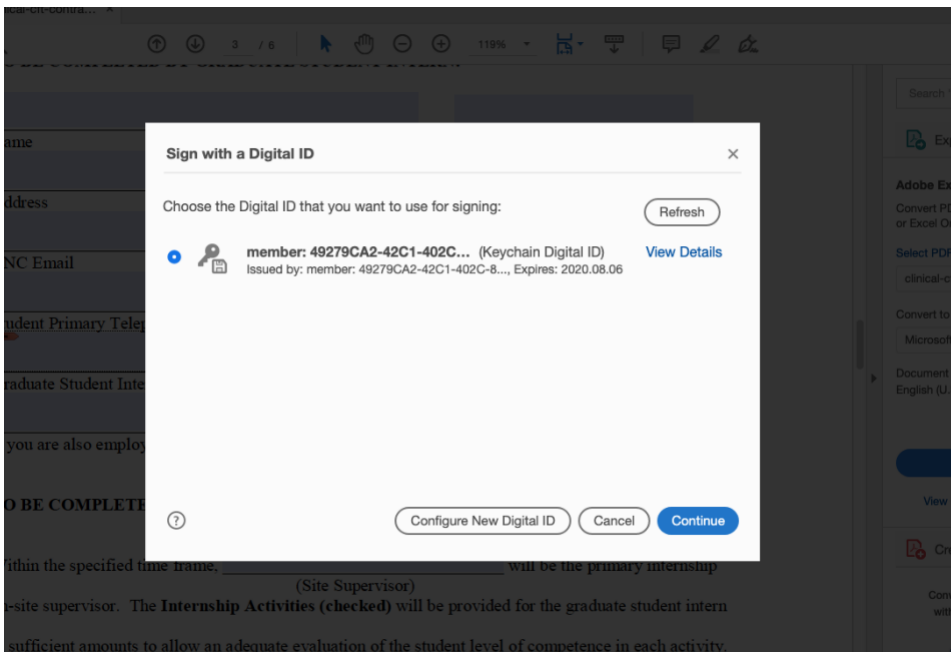 3 / 6
119%
Search
ame
Sign with a Digital ID
Adobe Ex
ddress
Choose the Digital ID that you want to use for signing:
Refresh
Convert PD
or Excel On
member: 49279CA2-42C1-402C... (Keychain Digital ID)
View Details
NC Email
Issued by: member: 49279CA2-42C1-402C-8..., Expires: 2020.08.06
Select PDF
clinical-c
Convert to
udent Primary Telep
Microsoft
Document
raduate Student Inte
English (U.
you are also employ
View
O BE COMPLETE
?
Configure New Digital ID
Cancel
Continue
Cr
ithin the specified time frame, will be the primary internship
(Site Supervisor)
Conv
with
n-site supervisor. The Internship Activities (checked) will be provided for the graduate student intern
sufficient amounts to allow an adequate evaluation of the student level of competence in each activity.